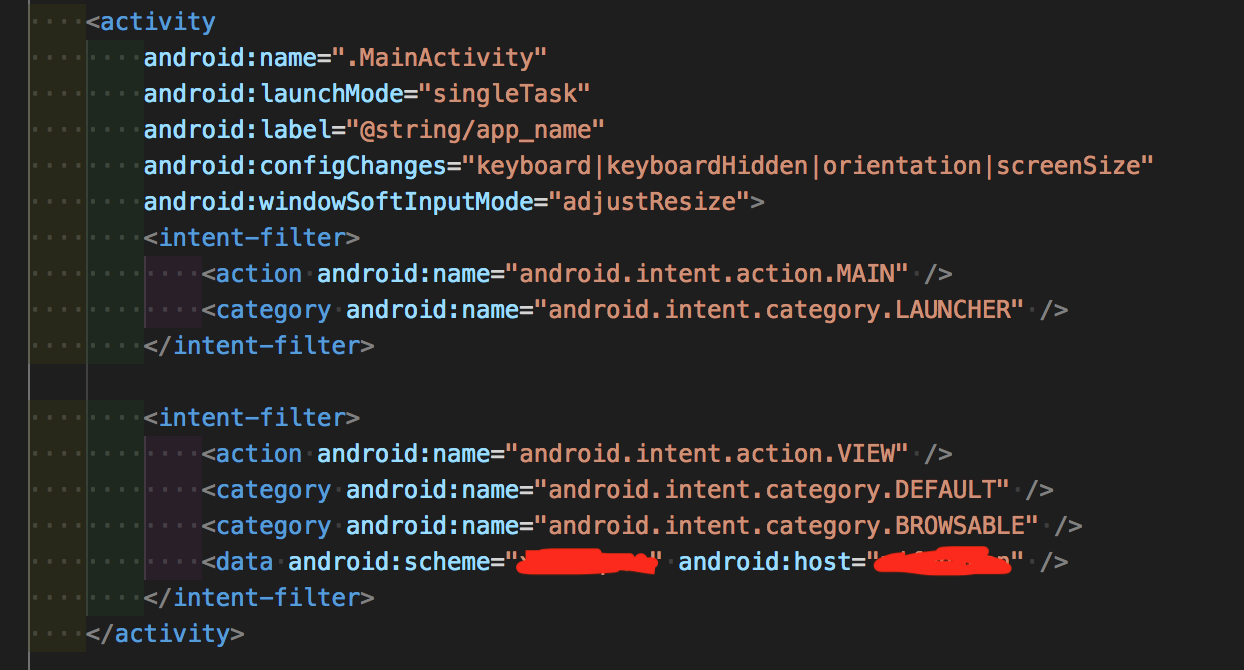 <activity
android:name=".MainActivity"
android:launchMode="singleTask"
android:label="@string/app_name"
android:configChanges="keyboard|keyboardHidden|orientation|screenSize"
android:windowSoftInputMode="adjustResize">
<intent-filter>
<action android:name="android.intent.action.MAIN" />
<category android:name="android.intent.category.LAUNCHER" />
</intent-filter>
<intent-filter>
<action android:name="android.intent.action.VIEW" />
<category android:name="android.intent.category.DEFAULT" />
<category android:name="android.intent.category.BROWSABLE" />
<data android:scheme="" android:host="" />
</intent-filter>
</activity>